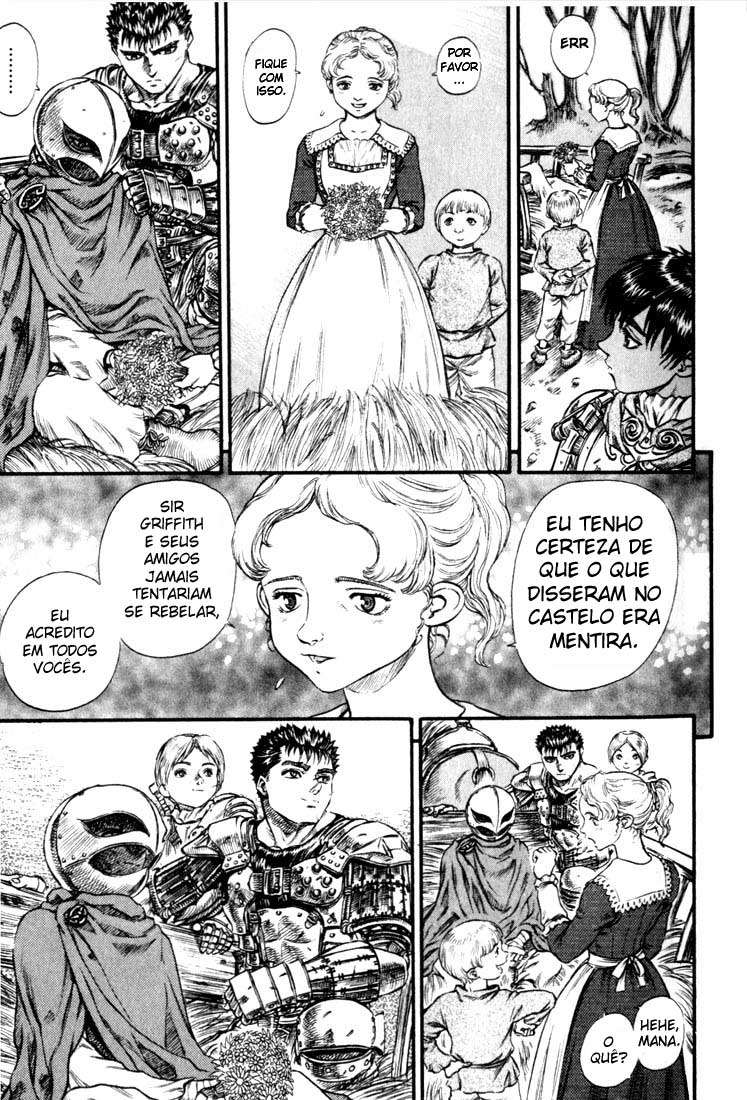 ERR
POR
FAVOR
...
FIQUE
COM
ISSO.
.........
EU TENHO
CERTEZA DE
QUE O QUE
DISSERAM NO
CASTELO ERA
MENTIRA.
SIR
GRIFFITH
E SEUS
AMIGOS
JAMAIS
TENTARIAM
SE REBELAR,
EU
ACREDITO
EM TODOS
VOCÊS.
HEHE,
MANA.
O
QUÊ?